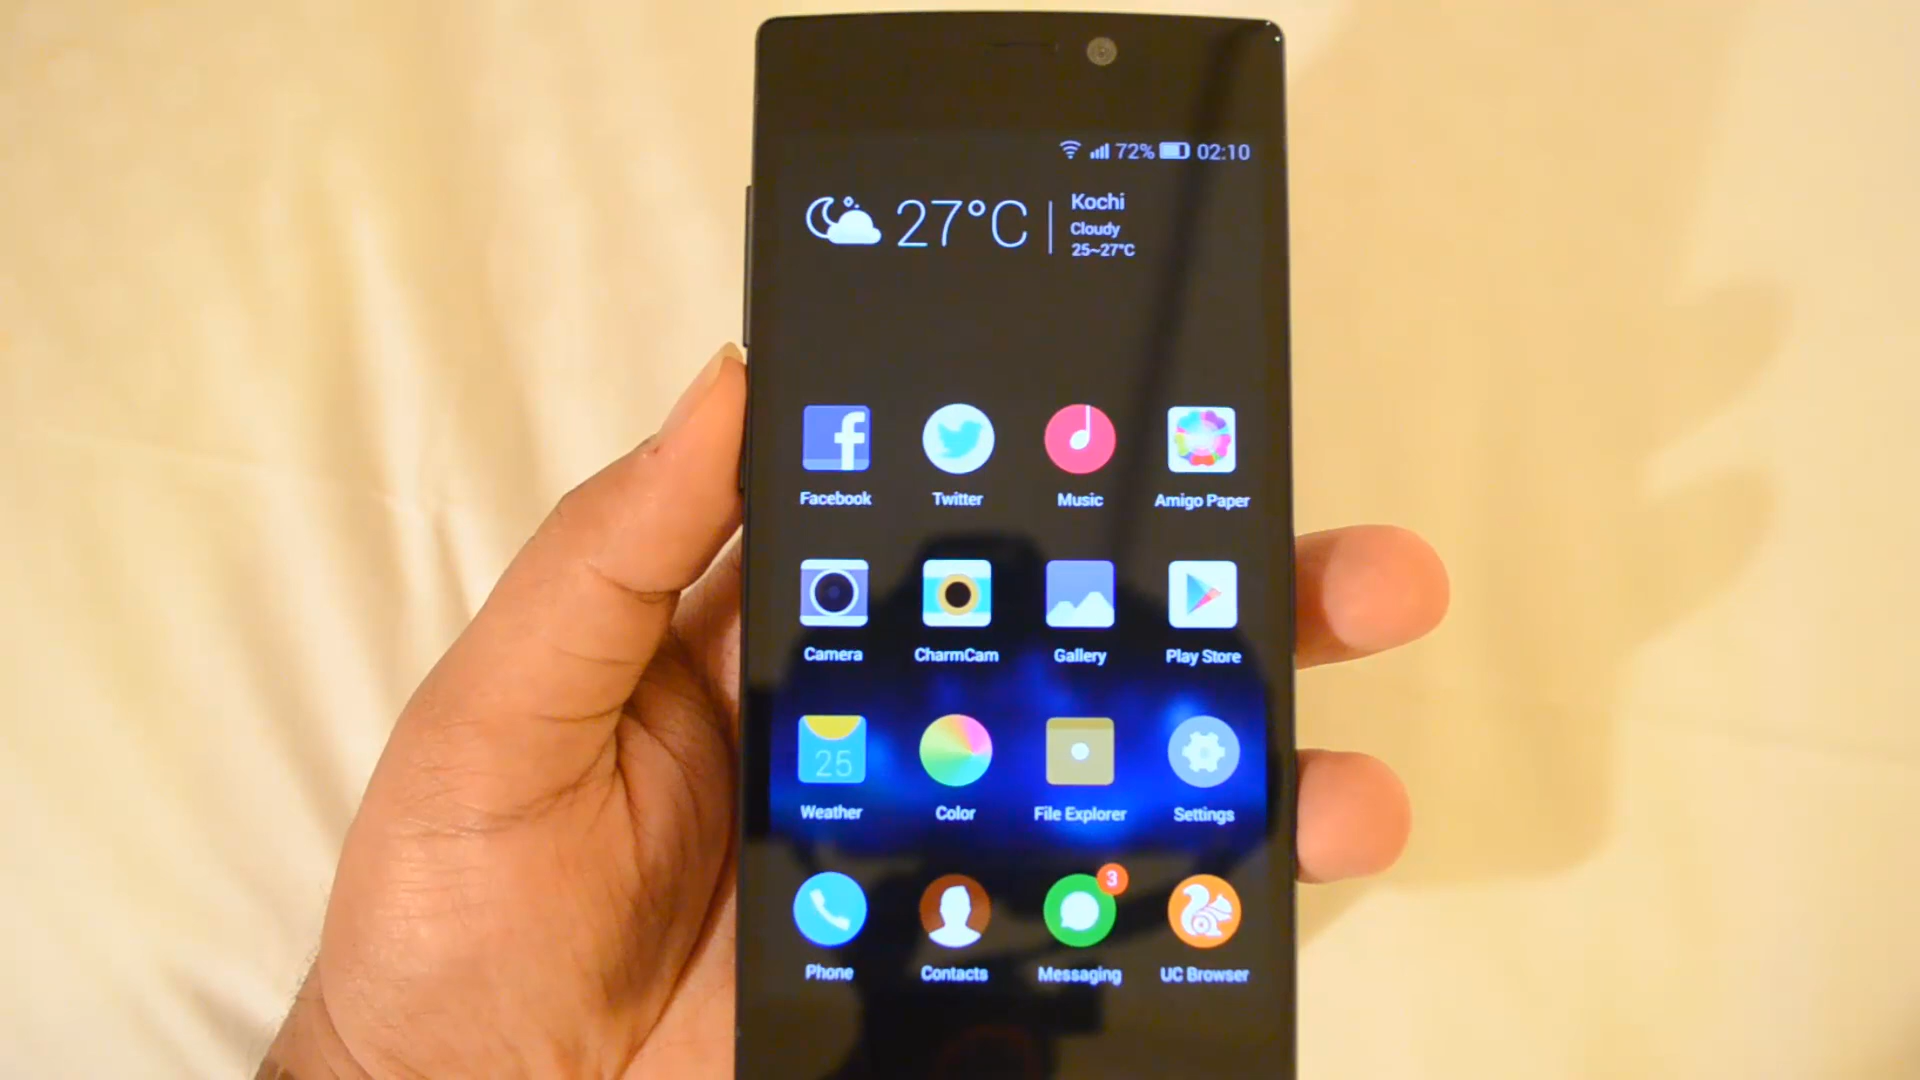 72% 02:10
27°C
Kochi
Cloudy
25~27°C
Facebook Twitter Music Amigo Paper
Camera CharmCam Gallery Play Store
25
Weather Color File Explorer Settings
3
Phone Contacts Messaging UC Browser